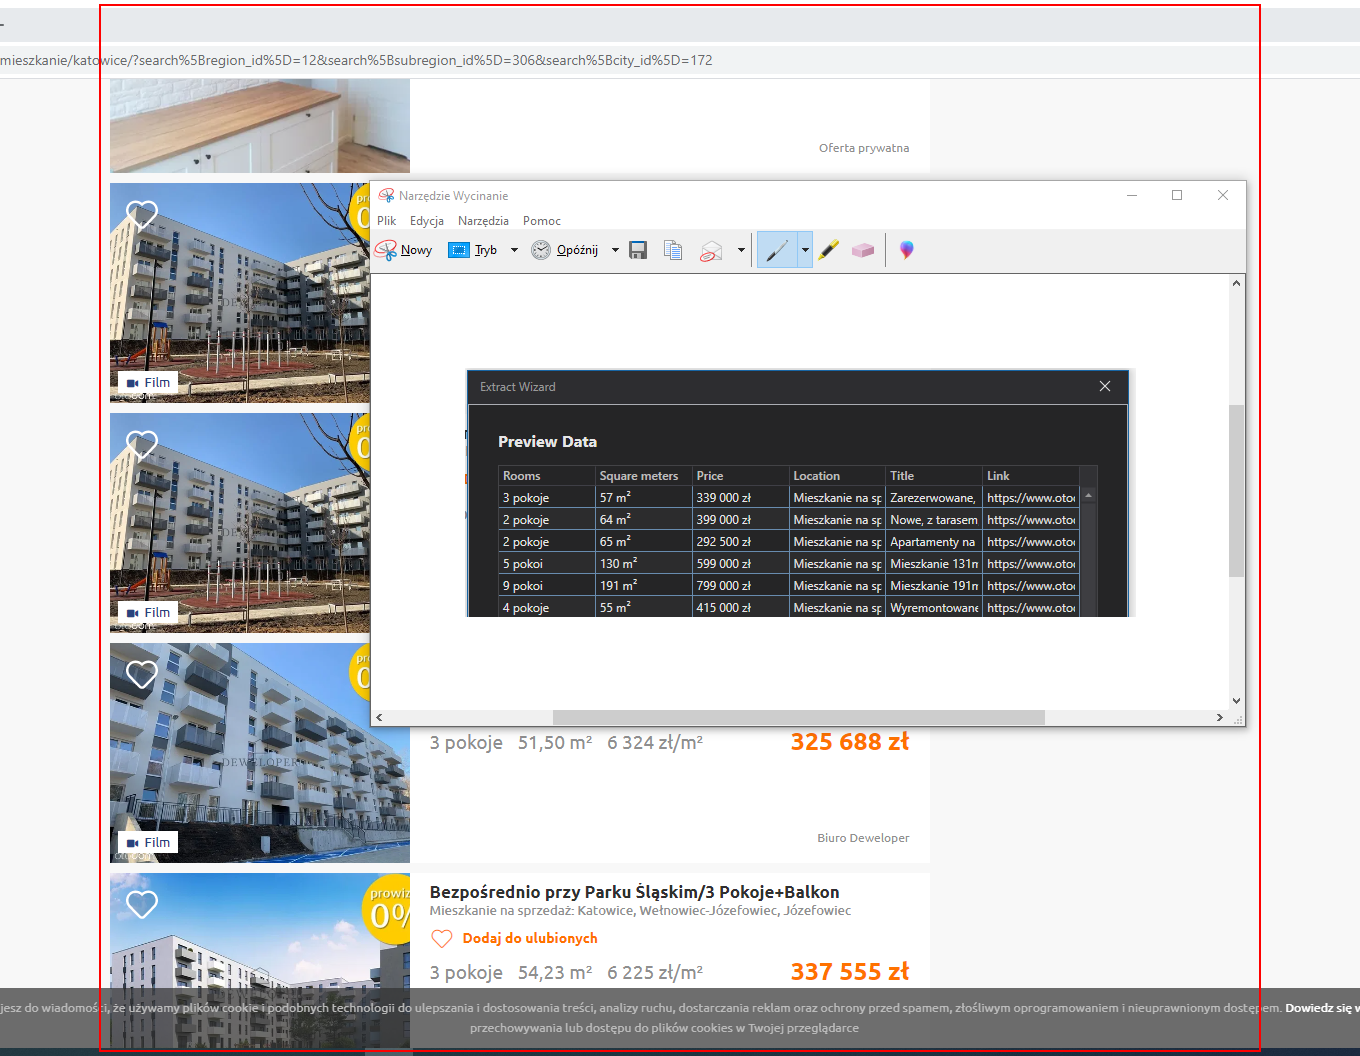 mieszkanie/katowice/?search%5Bregion_id%5D=12&search%5Bsubregion_id%5D=306&search%5Bcity_id%5D=172
Oferta prywatna
Narzędzie Wycinanie
Plik Edycja Narzędzia Pomoc
Nowy Tryb Opóźnij
Film
Extract Wizard
Preview Data
Rooms Square meters Price Location Title Link
3 pokoje 57 m² 339 000 zł Mieszkanie na sp Zarezerwowane, https://www.oto
2 pokoje 64 m² 399 000 zł Mieszkanie na sp Nowe, z tarasem https://www.oto
2 pokoje 65 m² 292 500 zł Mieszkanie na sp Apartamenty na https://www.oto
5 pokoi 130 m² 599 000 zł Mieszkanie na sp Mieszkanie 131m https://www.oto
9 pokoi 191 m² 799 000 zł Mieszkanie na sp Mieszkanie 191m https://www.oto
4 pokoje 55 m² 415 000 zł Mieszkanie na sp Wyremontowane https://www.oto
Film
3 pokoje 51,50 m² 6 324 zł/m² 325 688 zł
DEWELOPER
Biuro Deweloper
Film
prowiz
0%
Bezpośrednio przy Parku Śląskim/3 Pokoje+Balkon
Mieszkanie na sprzedaż: Katowice, Wełnowiec-Józefowiec, Józefowiec
Dodaj do ulubionych
3 pokoje 54,23 m² 6 225 zł/m² 337 555 zł
jesz do wiadomości, że używamy plików cookie i podobnych technologii do ulepszania i dostosowania treści, analizy ruchu, dostarczania reklam oraz ochrony przed spamem, złośliwym oprogramowaniem i nieuprawnionym dostępem. Dowiedz się w
przechowywania lub dostępu do plików cookies w Twojej przeglądarce